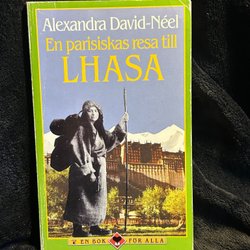 Alexandra David-Néel
En parisiskas resa till
LHASA
EN BOK FÖR ALLA